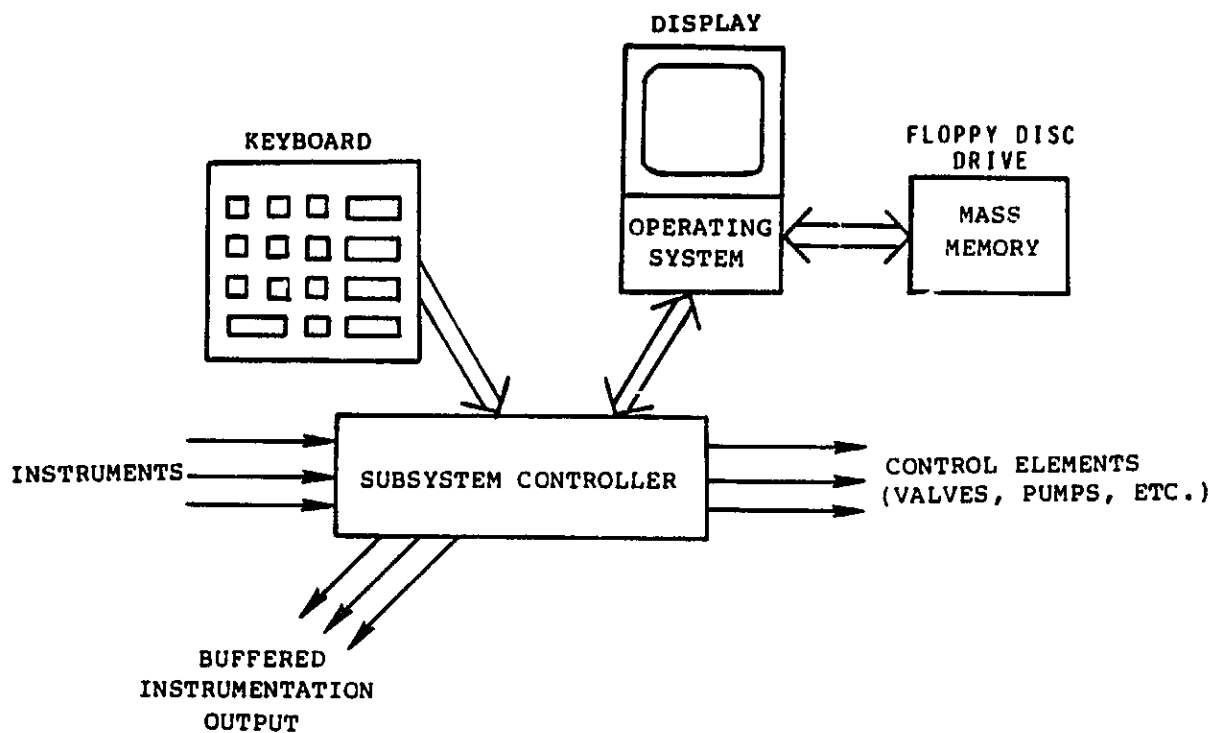 DISPLAY
KEYBOARD
FLOPPY DISC
DRIVE
OPERATING
SYSTEM
MASS
MEMORY
INSTRUMENTS
SUBSYSTEM CONTROLLER
CONTROL ELEMENTS
(VALVES, PUMPS, ETC.)
BUFFERED
INSTRUMENTATION
OUTPUT